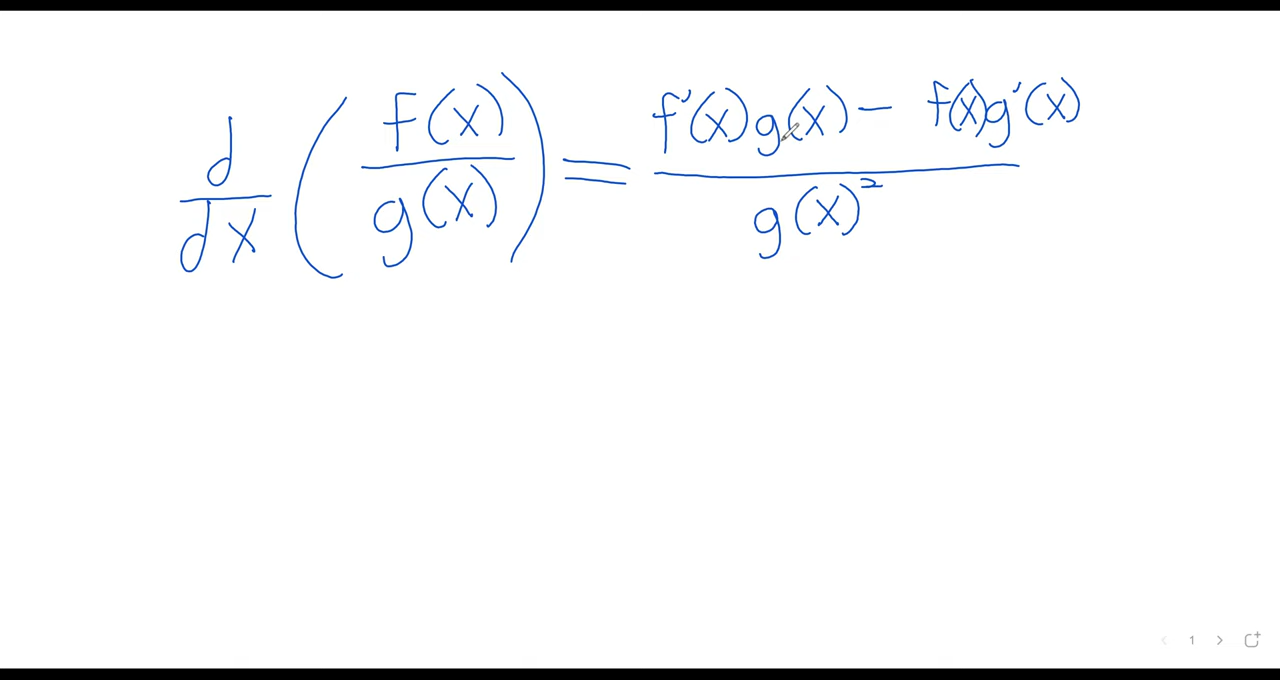 d/dx (f(x)/g(x)) = (f'(x)g(x) − f(x)g'(x))/g(x)²
1